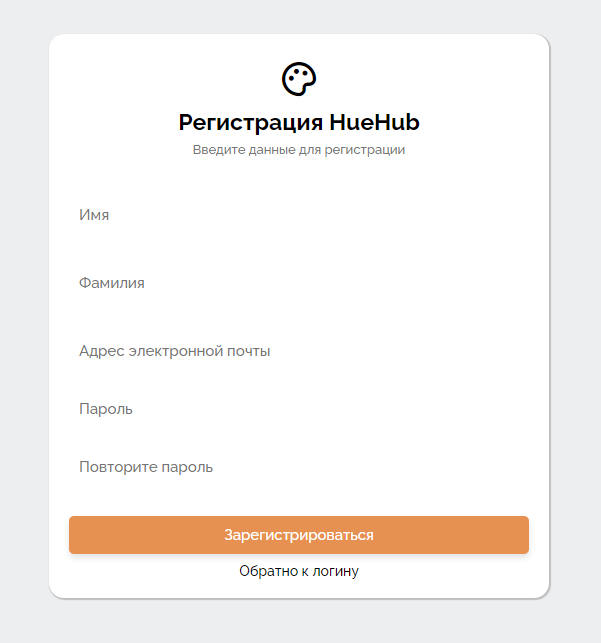 Регистрация HueHub
Введите данные для регистрации
Имя
Фамилия
Адрес электронной почты
Пароль
Повторите пароль
Зарегистрироваться
Обратно к логину